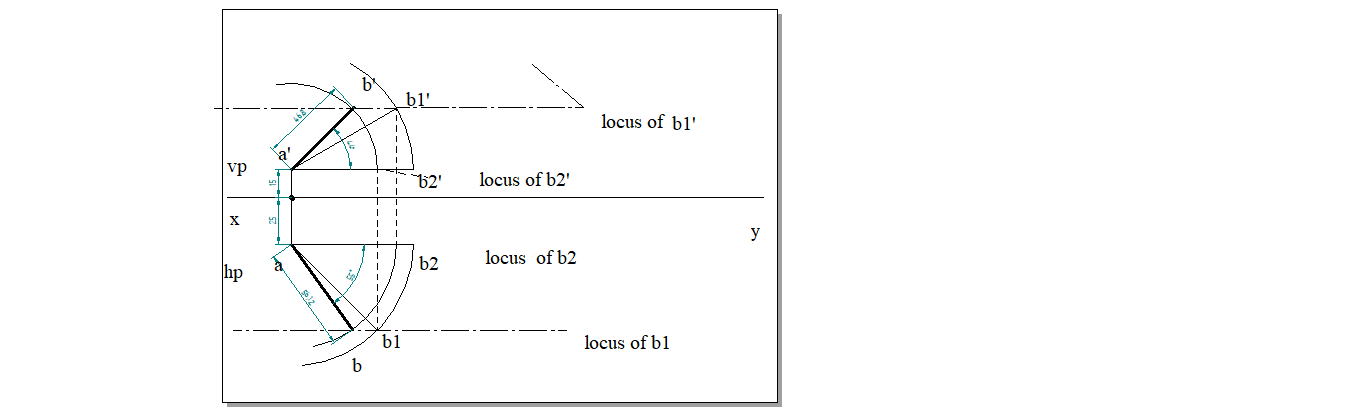 b'
b1'
locus of b1'
a'
vp
b2'
locus of b2'
15
x
25
y
a
b2
locus of b2
hp
b1
locus of b1
b